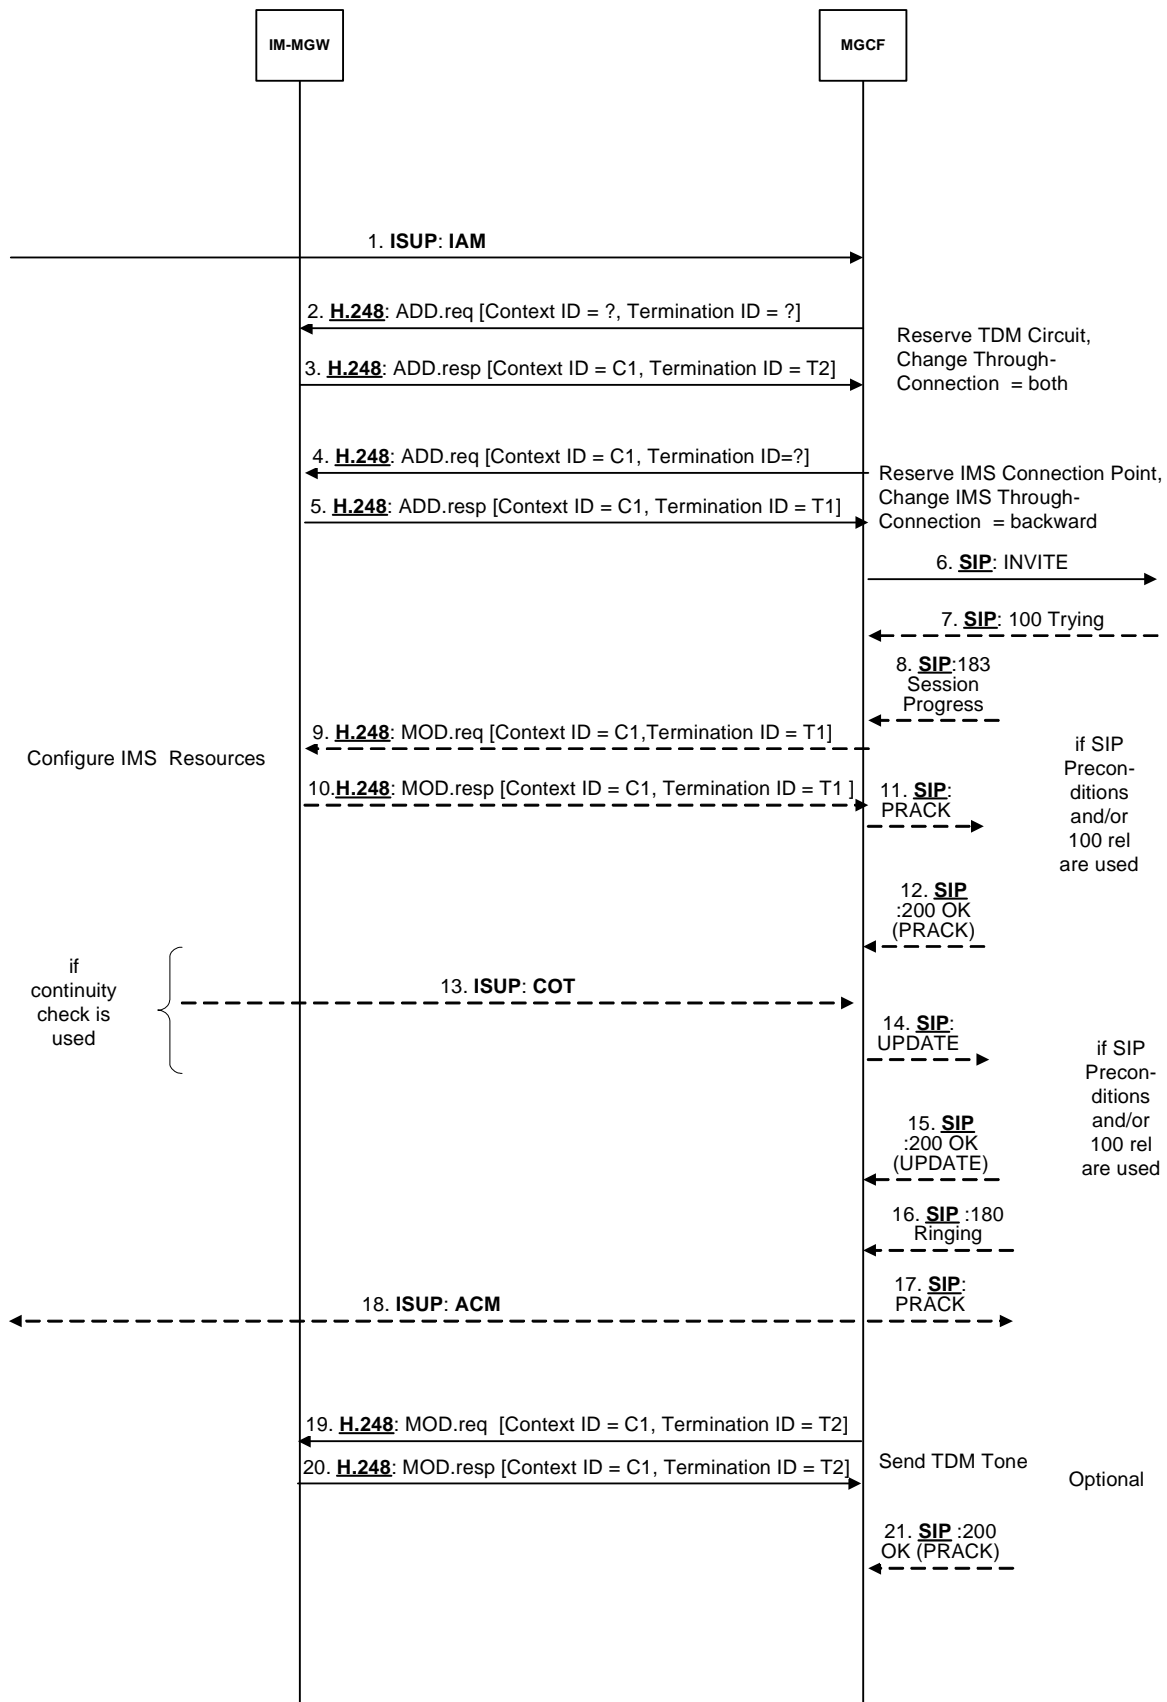 IM-MGW
MGCF
1. ISUP: IAM
2. H.248: ADD.req [Context ID = ?, Termination ID = ?]
Reserve TDM Circuit,
Change Through-
Connection = both
3. H.248: ADD.resp [Context ID = C1, Termination ID = T2]
4. H.248: ADD.req [Context ID = C1, Termination ID=?]
Reserve IMS Connection Point,
Change IMS Through-
Connection = backward
5. H.248: ADD.resp [Context ID = C1, Termination ID = T1]
6. SIP: INVITE
7. SIP: 100 Trying
8. SIP:183
Session
Progress
9. H.248: MOD.req [Context ID = C1,Termination ID = T1]
Configure IMS Resources
if SIP
Precon-
ditions
and/or
100 rel
are used
10.H.248: MOD.resp [Context ID = C1, Termination ID = T1 ]
11. SIP:
PRACK
12. SIP
:200 OK
(PRACK)
if
continuity
check is
used
13. ISUP: COT
14. SIP:
UPDATE
if SIP
Precon-
ditions
and/or
100 rel
are used
15. SIP
:200 OK
(UPDATE)
16. SIP :180
Ringing
17. SIP:
PRACK
18. ISUP: ACM
19. H.248: MOD.req [Context ID = C1, Termination ID = T2]
20. H.248: MOD.resp [Context ID = C1, Termination ID = T2]
Send TDM Tone
Optional
21. SIP :200
OK (PRACK)